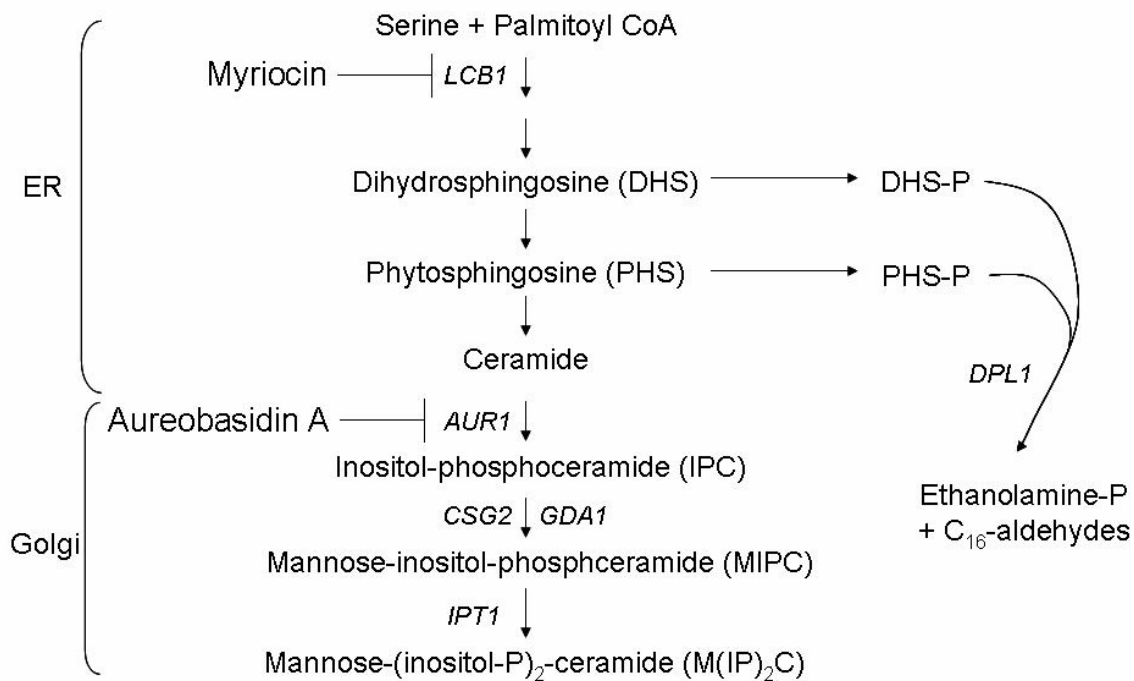 Serine + Palmitoyl CoA
Myriocin
LCB1
ER
Dihydrosphingosine (DHS)
DHS-P
Phytosphingosine (PHS)
PHS-P
Ceramide
DPL1
Aureobasidin A
AUR1
Inositol-phosphoceramide (IPC)
Ethanolamine-P
+ C₁₆-aldehydes
Golgi
CSG2
GDA1
Mannose-inositol-phosphceramide (MIPC)
IPT1
Mannose-(inositol-P)₂-ceramide (M(IP)₂C)